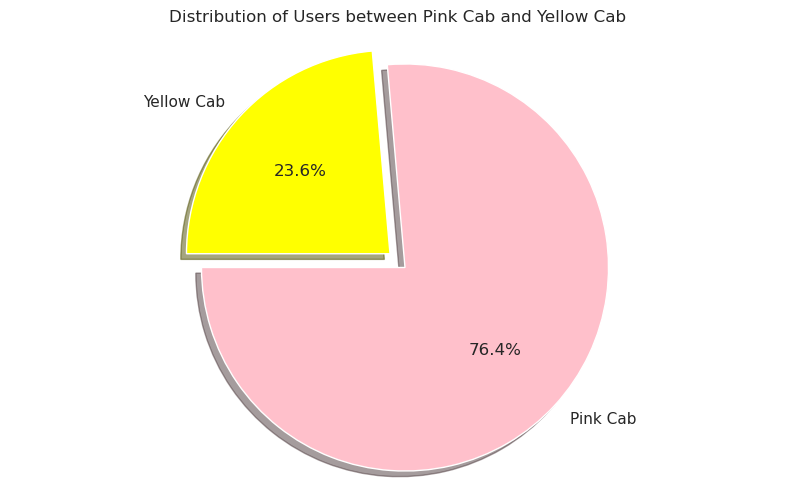 Distribution of Users between Pink Cab and Yellow Cab
Yellow Cab
23.6%
76.4%
Pink Cab